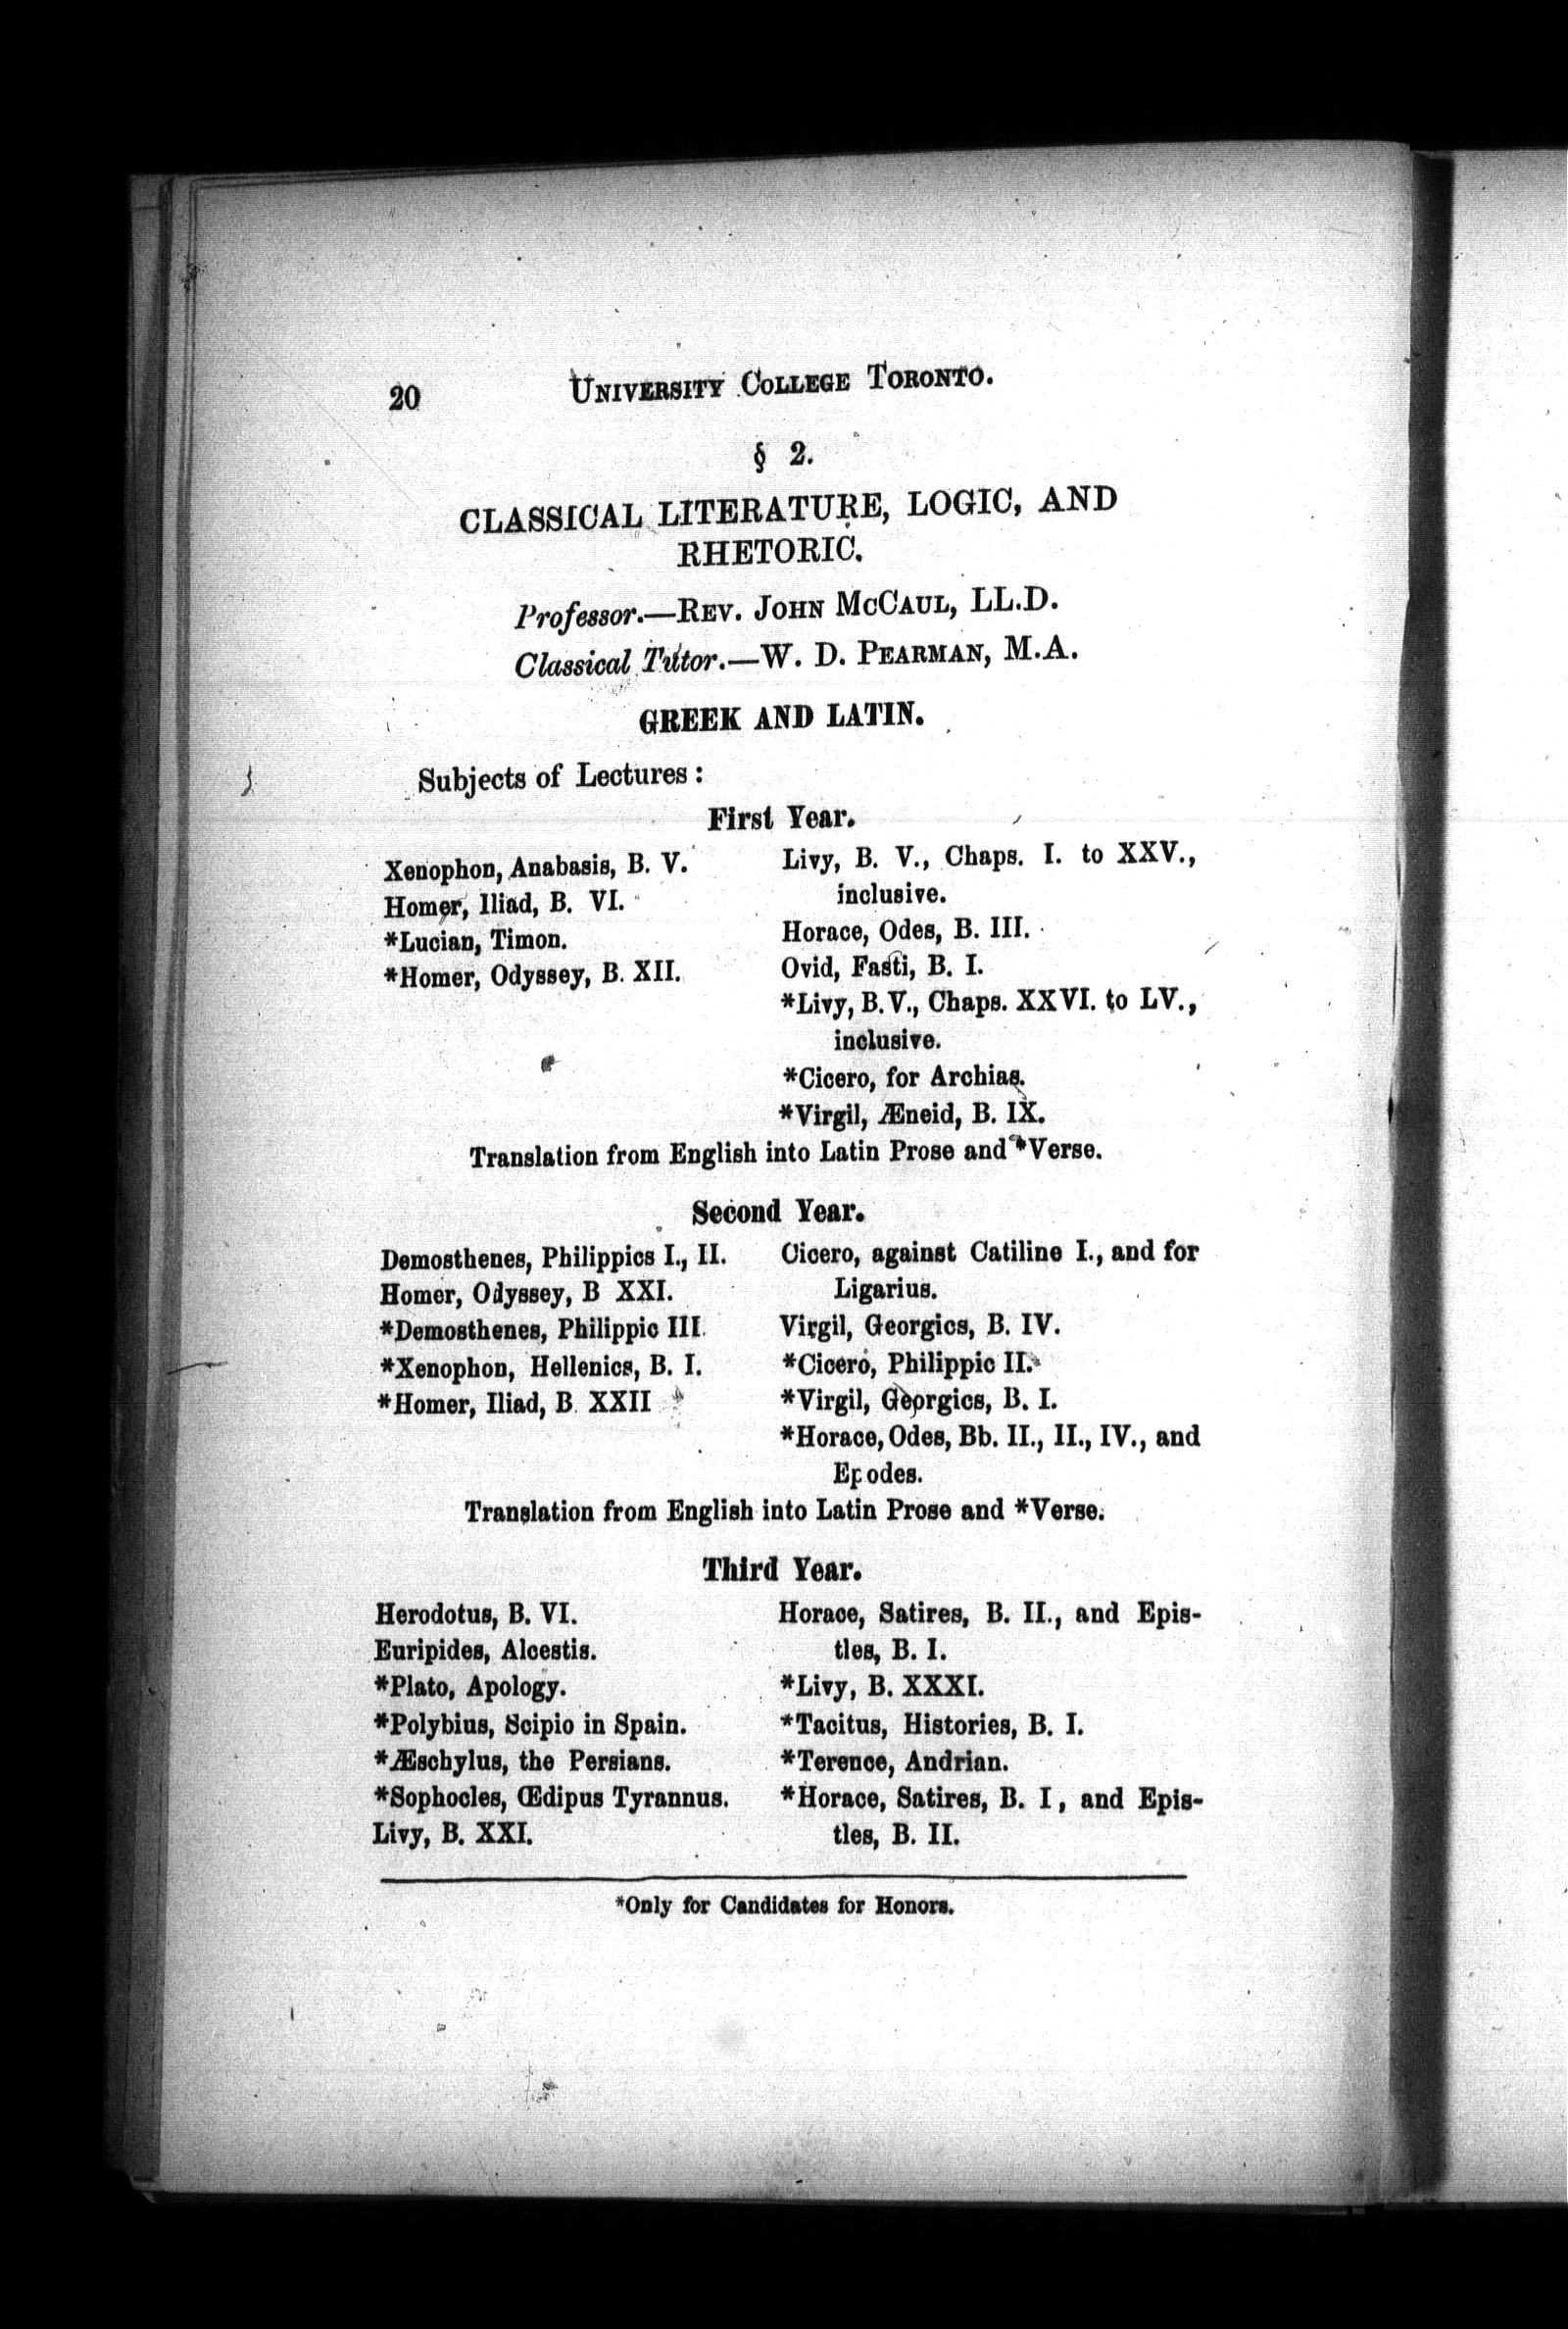 20
UNIVERSITY COLLEGE TORONTO.
§ 2.
CLASSICAL LITERATURE, LOGIC, AND
RHETORIC.
Professor.—REV. JOHN MCCAUL, LL.D.
Classical Tutor.—W. D. PEARMAN, M.A.
GREEK AND LATIN.
Subjects of Lectures:
First Year.
Xenophon, Anabasis, B. V.
Homer, Iliad, B. VI.
*Lucian, Timon.
*Homer, Odyssey, B. XII.
Livy, B. V., Chaps. I. to XXV.,
inclusive.
Horace, Odes, B. III.
Ovid, Fasti, B. I.
*Livy, B. V., Chaps. XXVI. to LV.,
inclusive.
*Cicero, for Archias.
*Virgil, Æneid, B. IX.
Translation from English into Latin Prose and *Verse.
Second Year.
Demosthenes, Philippics I., II.
Homer, Odyssey, B XXI.
*Demosthenes, Philippic III.
*Xenophon, Hellenics, B. I.
*Homer, Iliad, B. XXII
Cicero, against Catiline I., and for
Ligarius.
Virgil, Georgics, B. IV.
*Cicero, Philippic II.
*Virgil, Georgics, B. I.
*Horace, Odes, Bb. II., II., IV., and
Epodes.
Translation from English into Latin Prose and *Verse.
Third Year.
Herodotus, B. VI.
Euripides, Alcestis.
*Plato, Apology.
*Polybius, Scipio in Spain.
*Æschylus, the Persians.
*Sophocles, Œdipus Tyrannus.
Livy, B. XXI.
Horace, Satires, B. II., and Epis-
tles, B. I.
*Livy, B. XXXI.
*Tacitus, Histories, B. I.
*Terence, Andrian.
*Horace, Satires, B. I, and Epis-
tles, B. II.
*Only for Candidates for Honors.